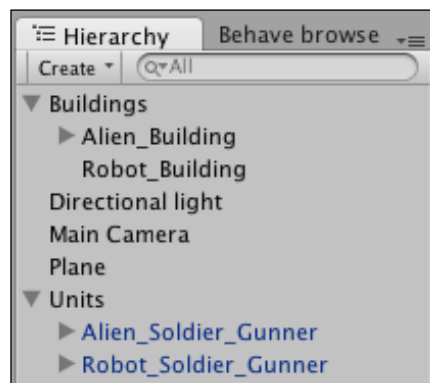 Hierarchy Behave browse
Create All
Buildings
Alien_Building
Robot_Building
Directional light
Main Camera
Plane
Units
Alien_Soldier_Gunner
Robot_Soldier_Gunner